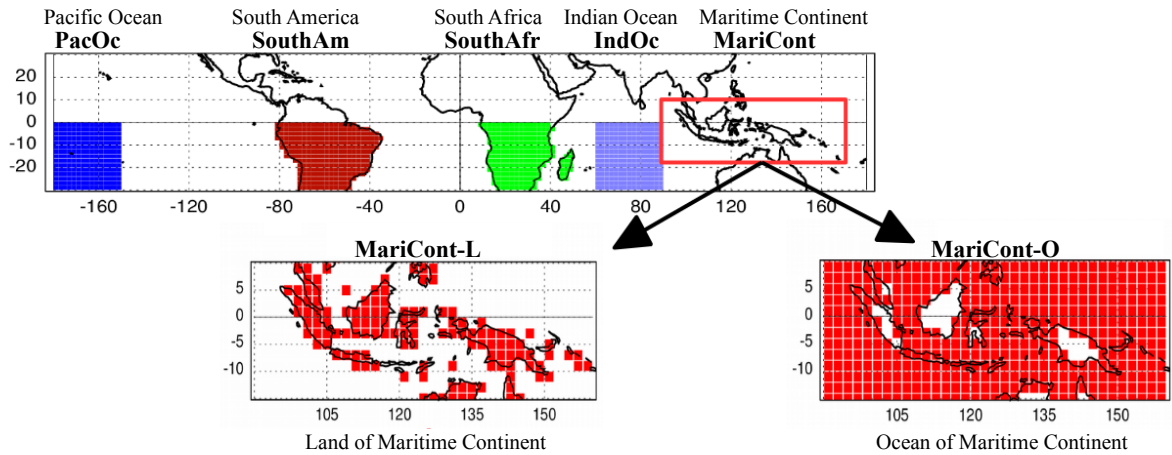 Pacific Ocean South America South Africa Indian Ocean Maritime Continent
PacOc SouthAm SouthAfr IndOc MariCont
20
10
0
-10
-20
-160 -120 -80 -40 0 40 80 120 160
MariCont-L MariCont-O
5 5
0 0
-5 -5
-10 -10
105 120 135 150 105 120 135 150
Land of Maritime Continent Ocean of Maritime Continent